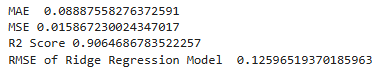 MAE 0.08887558276372591
MSE 0.015867230024347017
R2 Score 0.9064686783522257
RMSE of Ridge Regression Model 0.12596519370185963